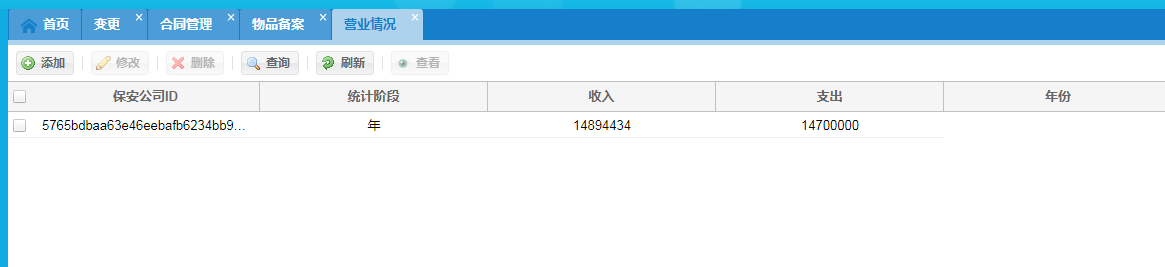 首页 变更 合同管理 物品备案 营业情况
添加 修改 删除 查询 刷新 查看
保安公司ID 统计阶段 收入 支出 年份
5765bdbaa63e46eebafb6234bb9... 年 14894434 14700000